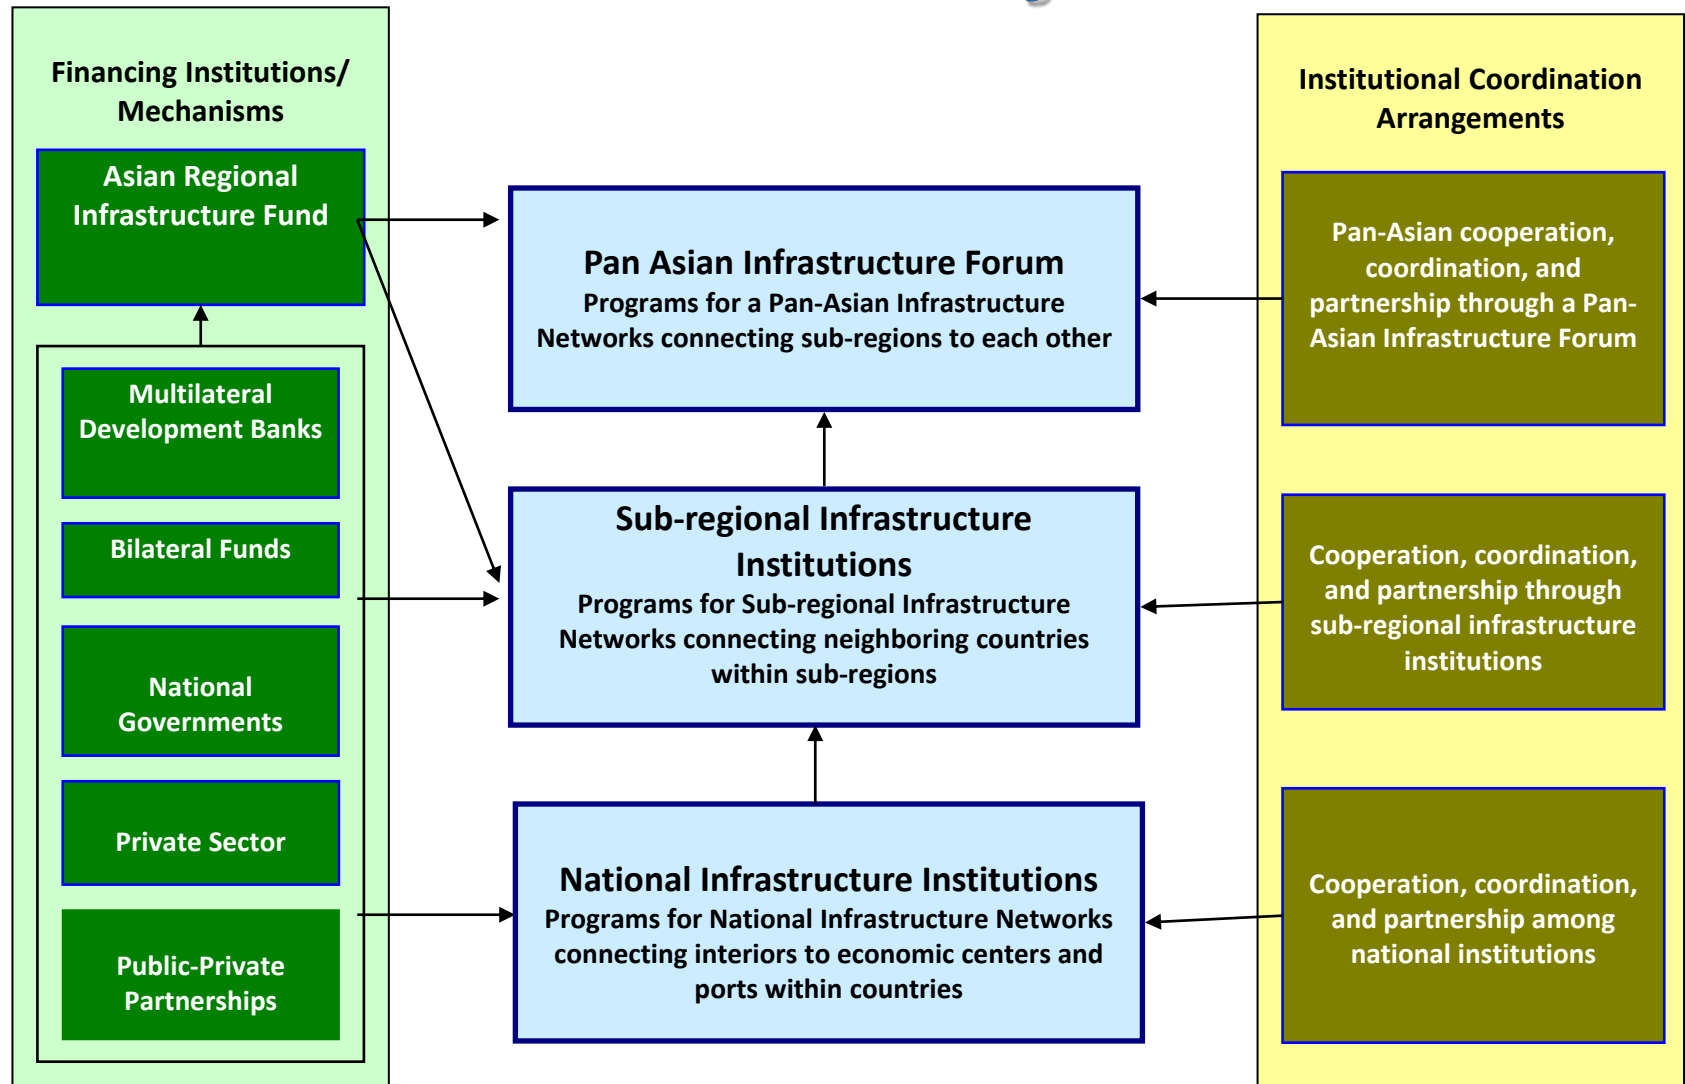 Financing Institutions/
Mechanisms
Asian Regional
Infrastructure Fund
Multilateral
Development Banks
Bilateral Funds
National
Governments
Private Sector
Public-Private
Partnerships
Pan Asian Infrastructure Forum
Programs for a Pan-Asian Infrastructure
Networks connecting sub-regions to each other
Sub-regional Infrastructure
Institutions
Programs for Sub-regional Infrastructure
Networks connecting neighboring countries
within sub-regions
National Infrastructure Institutions
Programs for National Infrastructure Networks
connecting interiors to economic centers and
ports within countries
Institutional Coordination
Arrangements
Pan-Asian cooperation,
coordination, and
partnership through a Pan-
Asian Infrastructure Forum
Cooperation, coordination,
and partnership through
sub-regional infrastructure
institutions
Cooperation, coordination,
and partnership among
national institutions